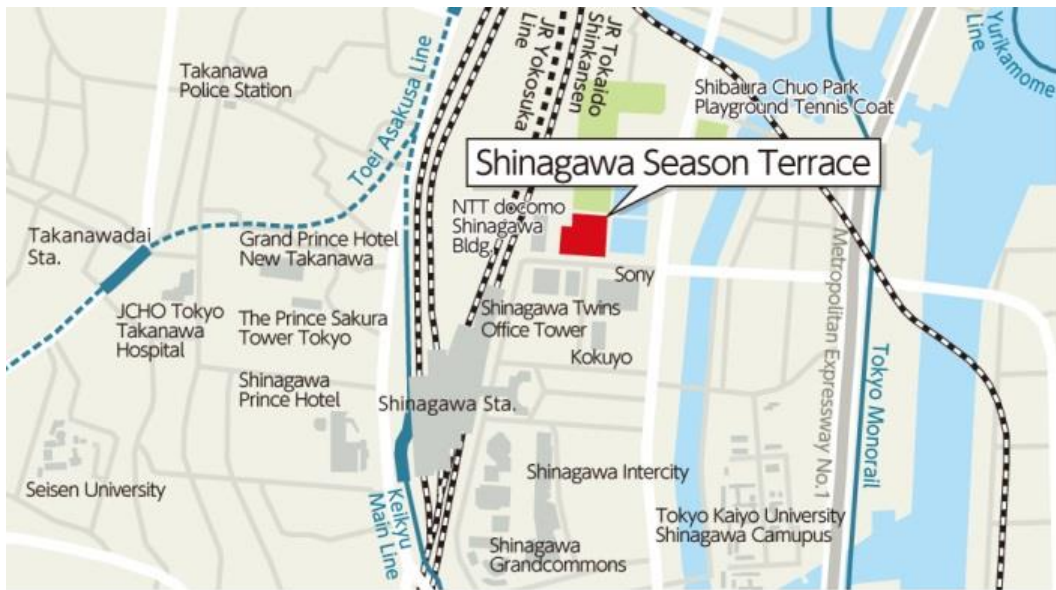 Takanawa
Police Station
Toei Asakusa Line
JR Yokosuka
Line
JR Tokaido
Shinkansen
Shibaura Chuo Park
Playground Tennis Coat
Yurikamome
Line
Shinagawa Season Terrace
NTT docomo
Shinagawa
Bldg.
Takanawadai
Sta.
Grand Prince Hotel
New Takanawa
Sony
Metropolitan Expressway No.1
Tokyo Monorail
JCHO Tokyo
Takanawa
Hospital
The Prince Sakura
Tower Tokyo
Shinagawa Twins
Office Tower
Kokuyo
Shinagawa
Prince Hotel
Shinagawa Sta.
Seisen University
Keikyu
Main Line
Shinagawa Intercity
Tokyo Kaiyo University
Shinagawa Camupus
Shinagawa
Grandcommons